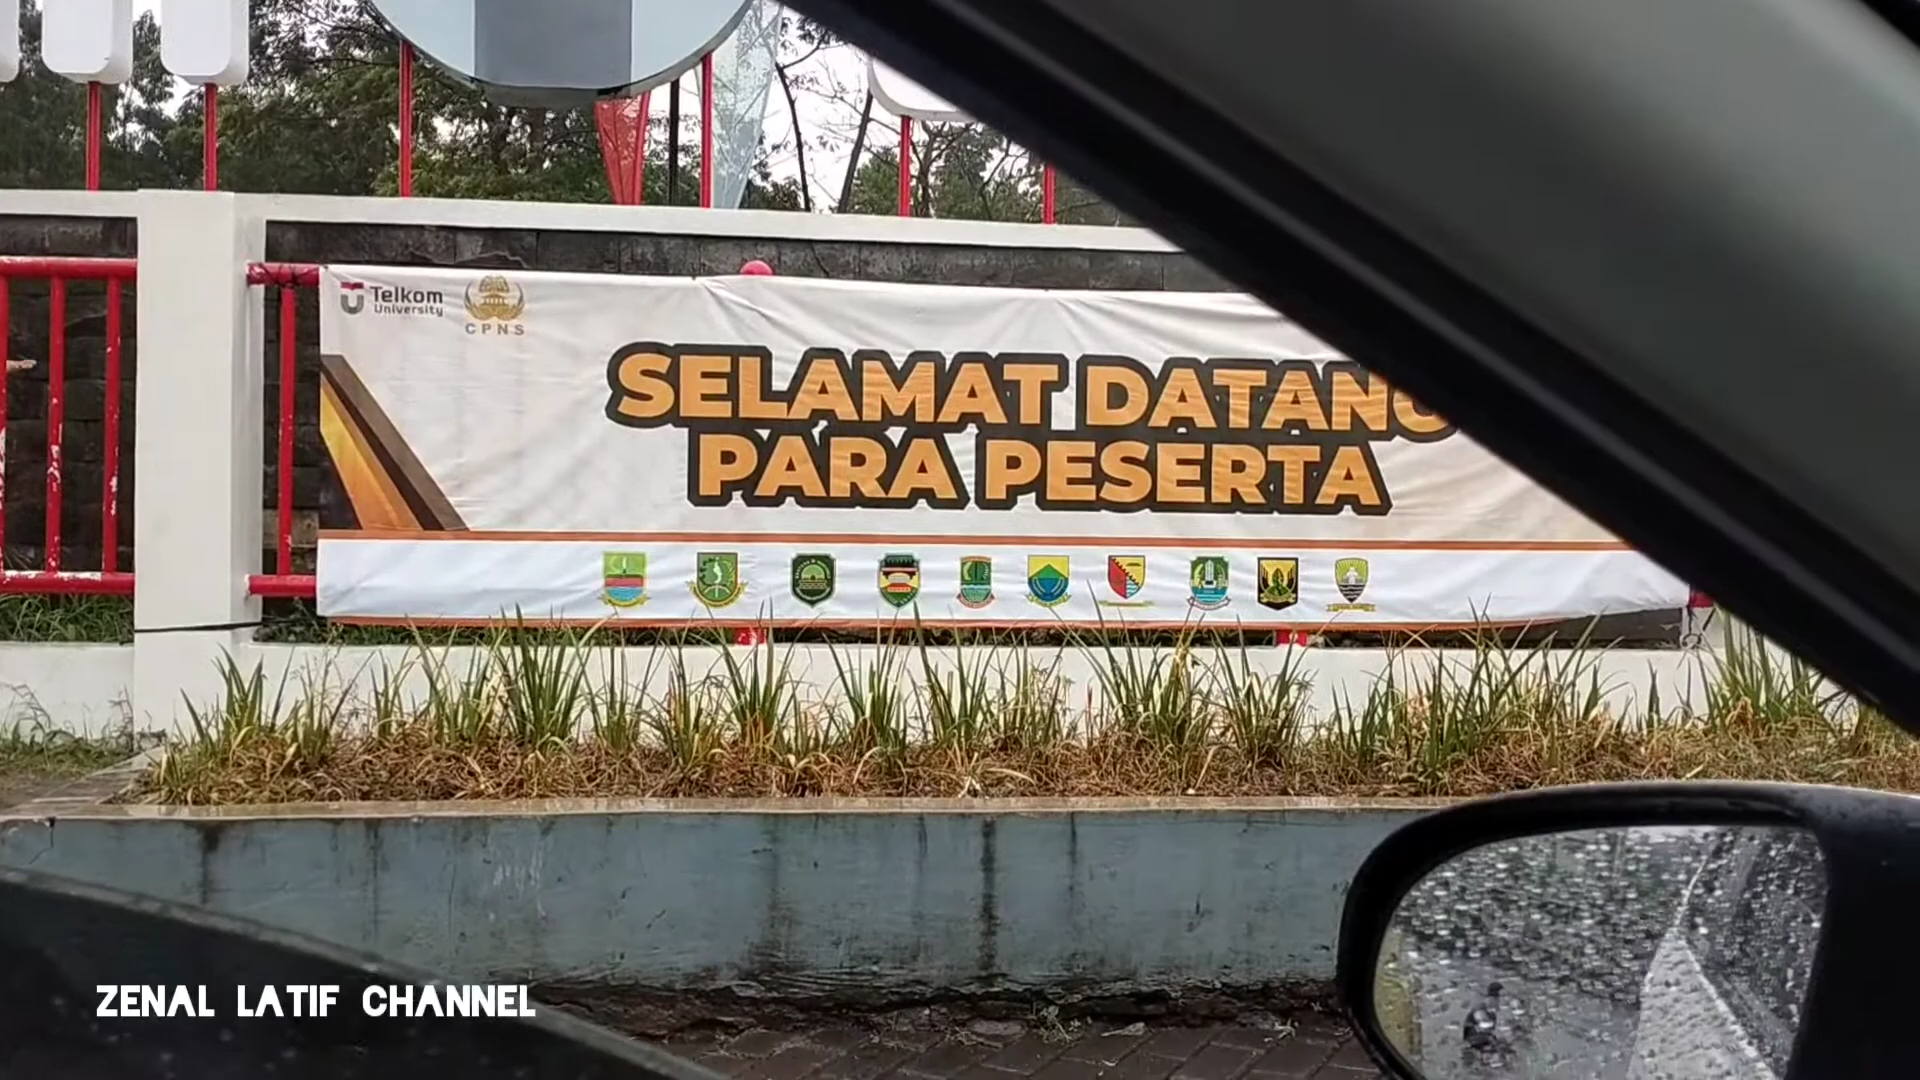 Telkom
University
CPNS
SELAMAT DATANG
PARA PESERTA
ZENAL LATIF CHANNEL